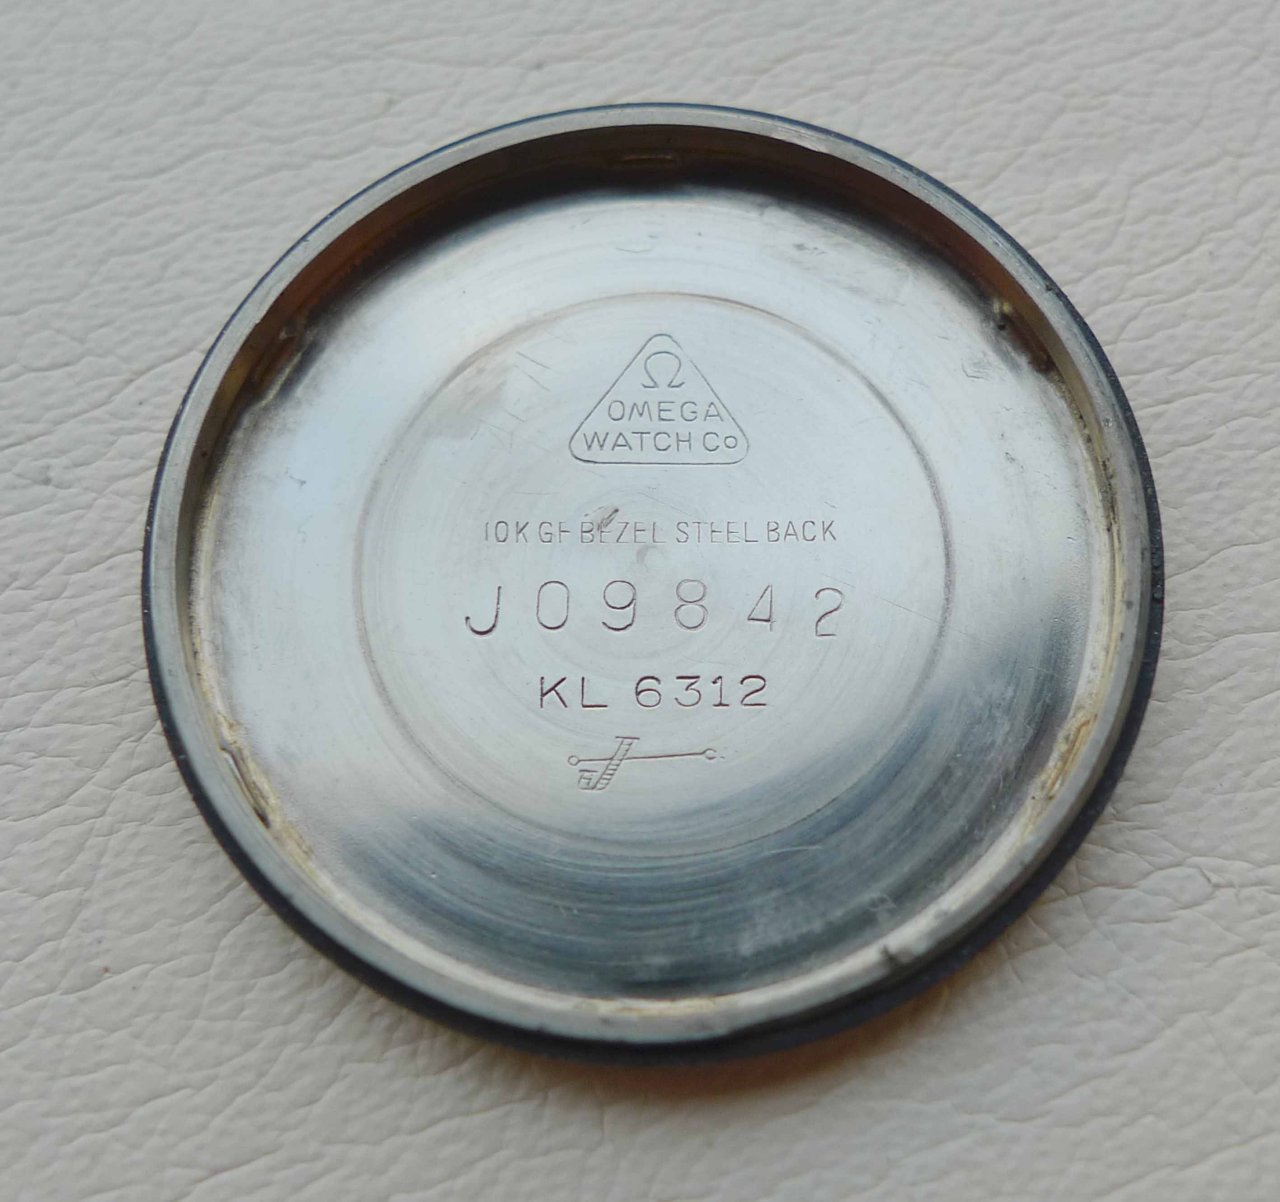 Ω
OMEGA
WATCH Co
10K GF BEZEL STEEL BACK
J09842
KL 6312